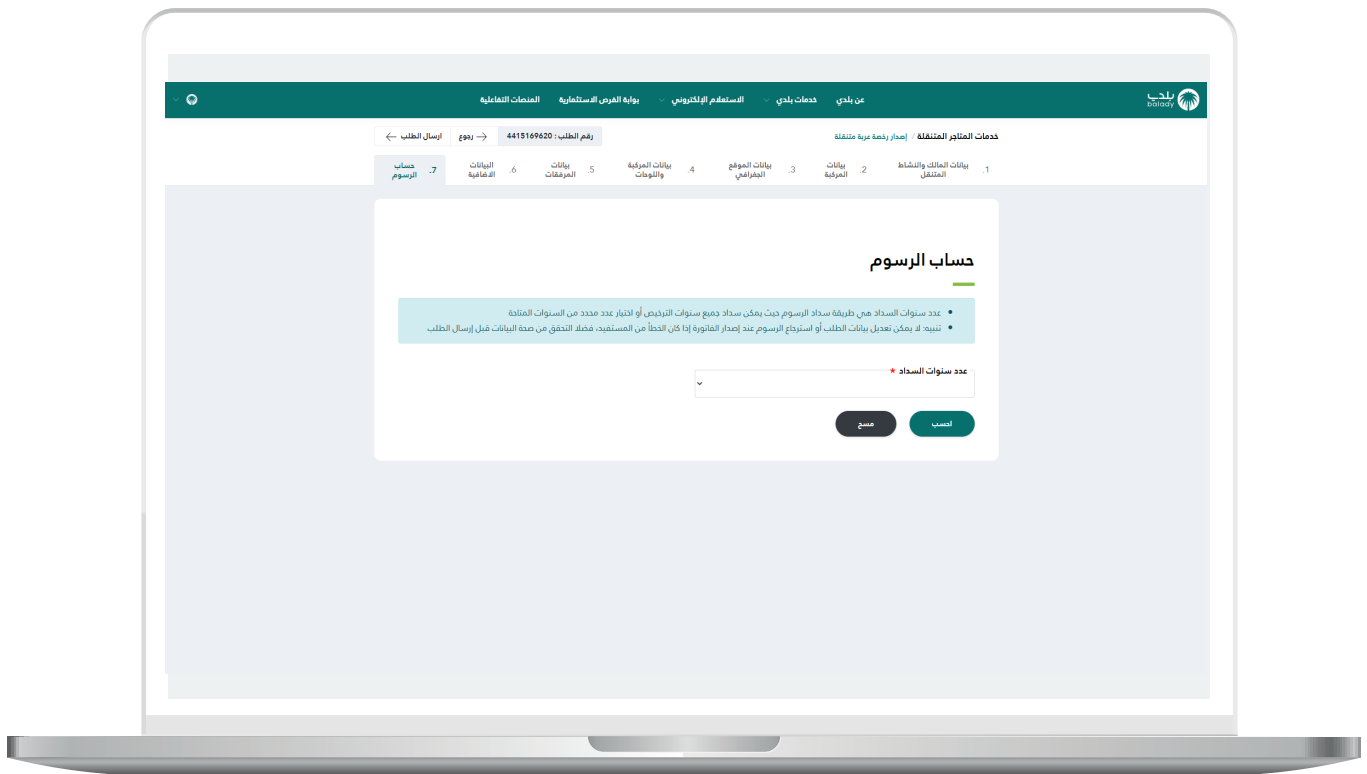 بلدي
balady
عن بلدي
خدمات بلدي
الاستعلام الإلكتروني
بوابة الفرص الاستثمارية
المنصات التفاعلية
خدمات المتاجر المتنقلة / إصدار رخصة عربة متنقلة
رقم الطلب : 4415169620
رجوع
ارسال الطلب
1. بيانات المالك والنشاط المتنقل
2. بيانات المركبة
3. بيانات الموقع الجغرافي
4. بيانات المركبة واللوحات
5. بيانات المرفقات
6. البيانات الاضافية
7. حساب الرسوم
حساب الرسوم
عدد سنوات السداد هي طريقة سداد الرسوم حيث يمكن سداد جميع سنوات الترخيص أو اختيار عدد محدد من السنوات المتاحة
تنبيه: لا يمكن تعديل بيانات الطلب أو استرجاع الرسوم عند إصدار الفاتورة إذا كان الخطأ من المستفيد، فضلا التحقق من صحة البيانات قبل إرسال الطلب
عدد سنوات السداد *
احسب
مسح